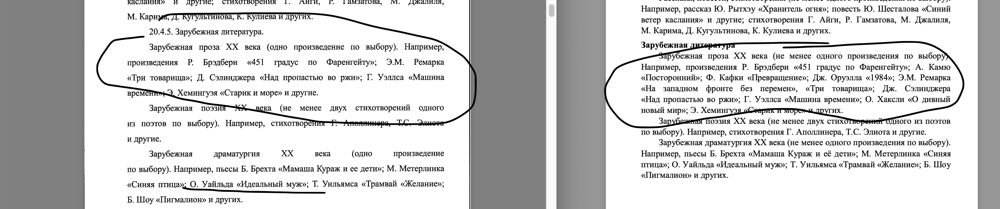 каслания» и другие; стихотворения Г. Айги, Р. Гамзатова, М. Джалиля,
М. Карима, Д. Кугультинова, К. Кулиева и других.
20.4.5. Зарубежная литература.
Зарубежная проза XX века (одно произведение по выбору). Например,
произведения Р. Брэдбери «451 градус по Фаренгейту»; Э.М. Ремарка
«Три товарища»; Д. Сэлинджера «Над пропастью во ржи»; Г. Уэллса «Машина
времени»; Э. Хемингуэя «Старик и море» и другие.
Зарубежная поэзия XX века (не менее двух стихотворений одного
из поэтов по выбору). Например, стихотворения Г. Аполлинера, Т.С. Элиота
и другие.
Зарубежная драматургия XX века (одно произведение
по выбору). Например, пьесы Б. Брехта «Мамаша Кураж и ее дети»; М. Метерлинка
«Синяя птица»; О. Уайльда «Идеальный муж»; Т. Уильямса «Трамвай «Желание»;
Б. Шоу «Пигмалион» и других.
Рассказы, повести, стихотворения (не менее одного произведения по выбору).
Например, рассказ Ю. Рытхэу «Хранитель огня»; повесть Ю. Шесталова «Синий
ветер каслания» и другие; стихотворения Г. Айги, Р. Гамзатова, М. Джалиля,
М. Карима, Д. Кугультинова, К. Кулиева и других.
Зарубежная литература
Зарубежная проза XX века (не менее одного произведения по выбору).
Например, произведения Р. Брэдбери «451 градус по Фаренгейту»; А. Камю
«Посторонний»; Ф. Кафки «Превращение»; Дж. Оруэлла «1984»; Э.М. Ремарка
«На западном фронте без перемен», «Три товарища»; Дж. Сэлинджера
«Над пропастью во ржи»; Г. Уэллса «Машина времени»; О. Хаксли «О дивный
новый мир»; Э. Хемингуэя «Старик и море» и других.
Зарубежная поэзия XX века (не менее двух стихотворений одного из поэтов
по выбору). Например, стихотворения Г. Аполлинера, Т.С. Элиота и другие.
Зарубежная драматургия XX века (не менее одного произведения по выбору).
Например, пьесы Б. Брехта «Мамаша Кураж и её дети»; М. Метерлинка «Синяя
птица»; О. Уайльда «Идеальный муж»; Т. Уильямса «Трамвай «Желание»; Б. Шоу
«Пигмалион» и других.